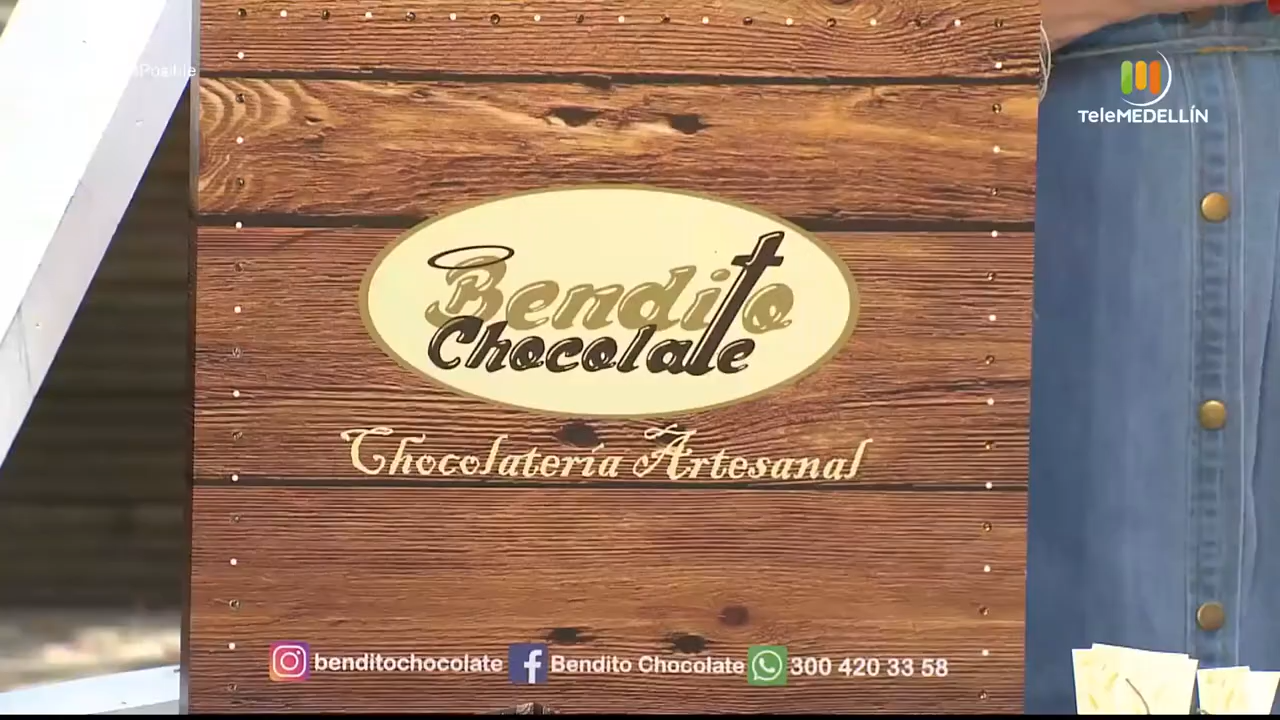 TeleMEDELLÍN
Bendito
Chocolate
Chocolatería Artesanal
benditochocolate Bendito Chocolate 300 420 33 58